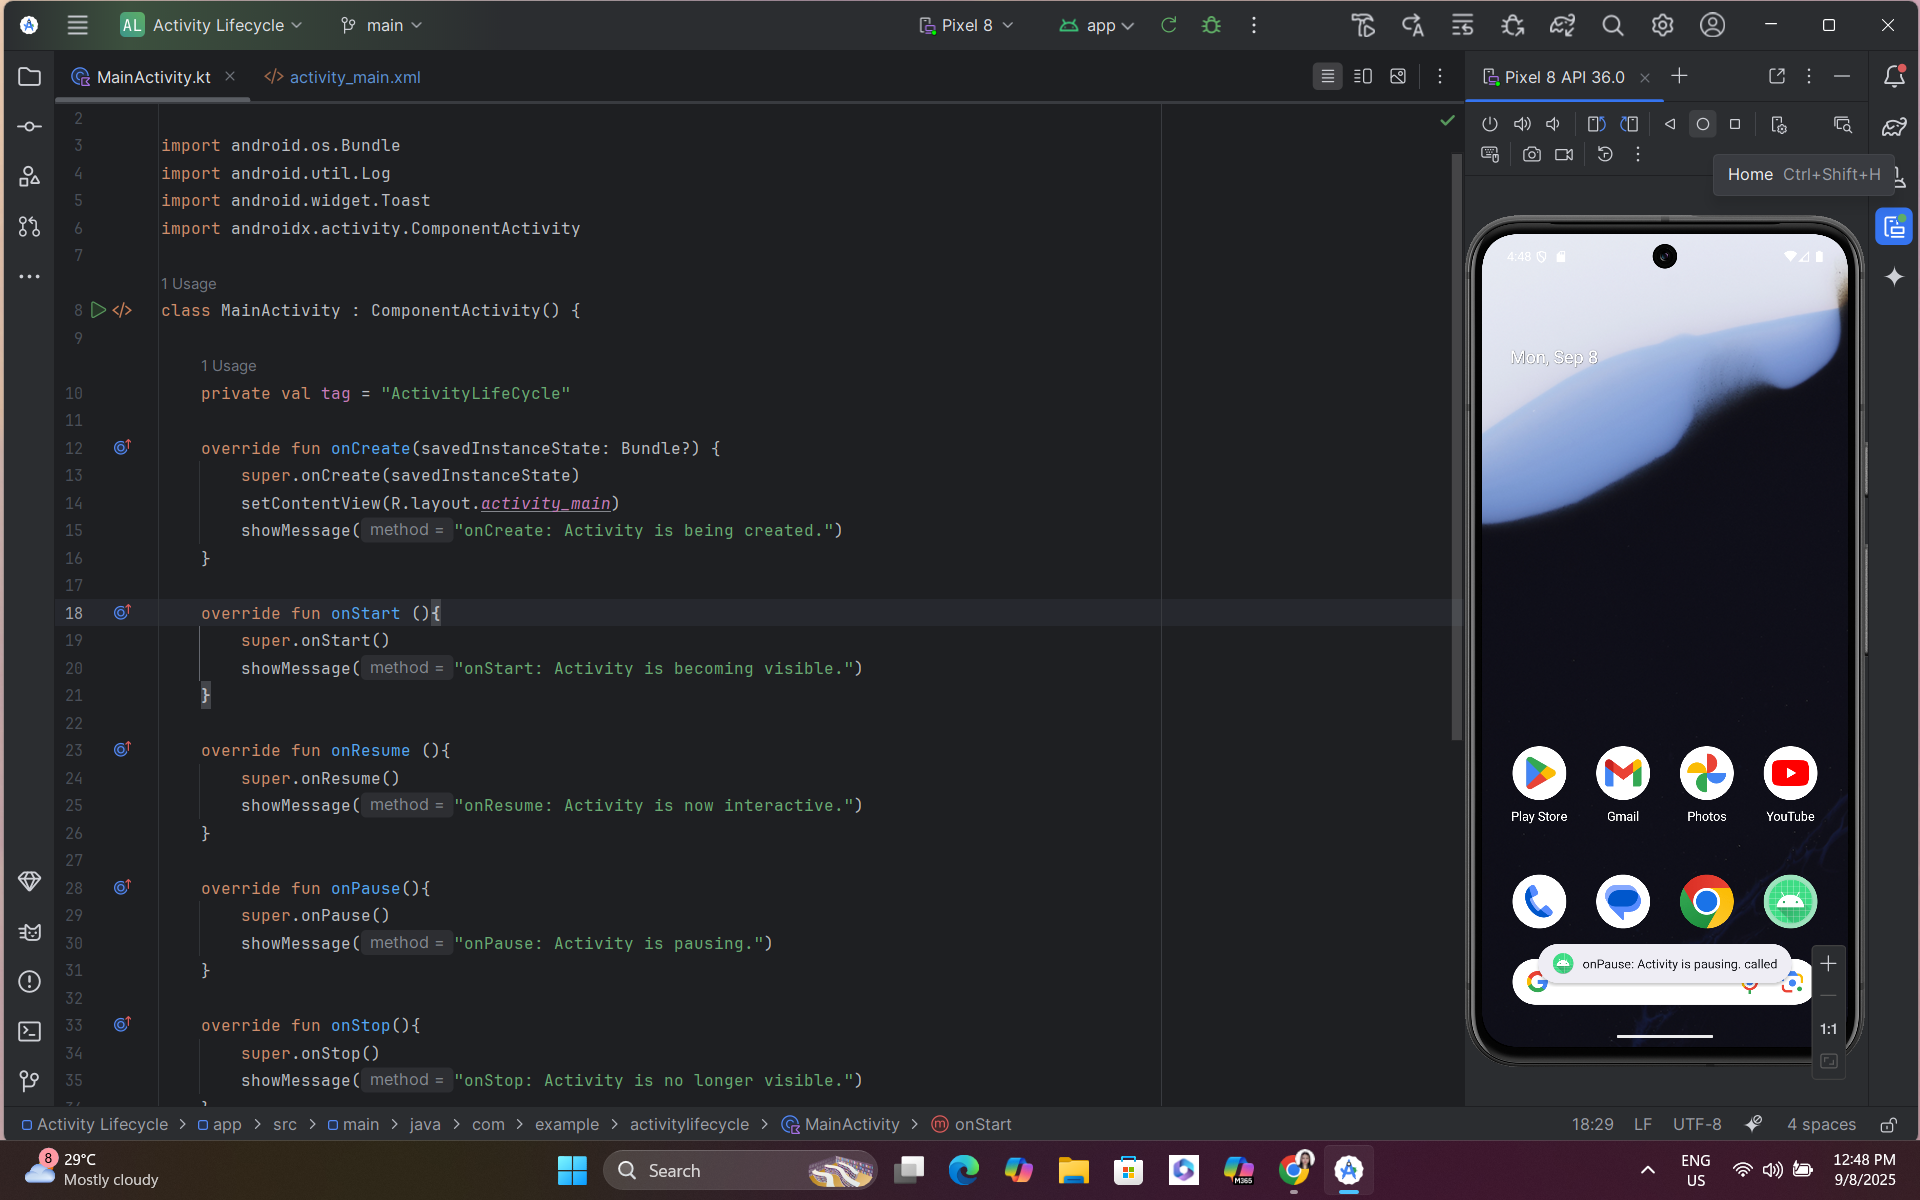 AL Activity Lifecycle
main
Pixel 8
app
MainActivity.kt
activity_main.xml
Pixel 8 API 36.0
Home Ctrl+Shift+H
2
3 import android.os.Bundle
4 import android.util.Log
5 import android.widget.Toast
6 import androidx.activity.ComponentActivity
7
1 Usage
8 class MainActivity : ComponentActivity() {
9
1 Usage
10 private val tag = "ActivityLifeCycle"
11
12 override fun onCreate(savedInstanceState: Bundle?) {
13 super.onCreate(savedInstanceState)
14 setContentView(R.layout.activity_main)
15 showMessage( method = "onCreate: Activity is being created.")
16 }
17
18 override fun onStart (){
19 super.onStart()
20 showMessage( method = "onStart: Activity is becoming visible.")
21 }
22
23 override fun onResume (){
24 super.onResume()
25 showMessage( method = "onResume: Activity is now interactive.")
26 }
27
28 override fun onPause(){
29 super.onPause()
30 showMessage( method = "onPause: Activity is pausing.")
31 }
32
33 override fun onStop(){
34 super.onStop()
35 showMessage( method = "onStop: Activity is no longer visible.")
4:48
Mon, Sep 8
Play Store
Gmail
Photos
YouTube
onPause: Activity is pausing. called
1:1
Activity Lifecycle > app > src > main > java > com > example > activitylifecycle > MainActivity > onStart
18:29 LF UTF-8 4 spaces
8
29°C
Mostly cloudy
Search
M365
ENG
US
12:48 PM
9/8/2025